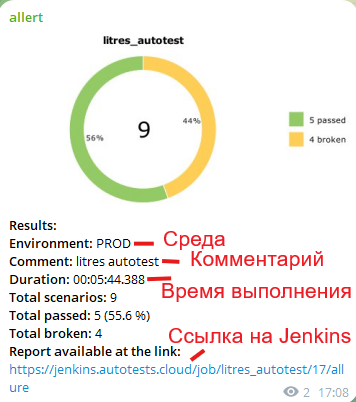 allert
litres_autotest
56%
9
44%
5 passed
4 broken
Results:
Environment: PROD
Среда
Comment: litres autotest
Комментарий
Duration: 00:05:44.388
Время выполнения
Total scenarios: 9
Total passed: 5 (55.6 %)
Total broken: 4
Ссылка на Jenkins
Report available at the link:
https://jenkins.autotests.cloud/job/litres_autotest/17/all
ure
2 17:08